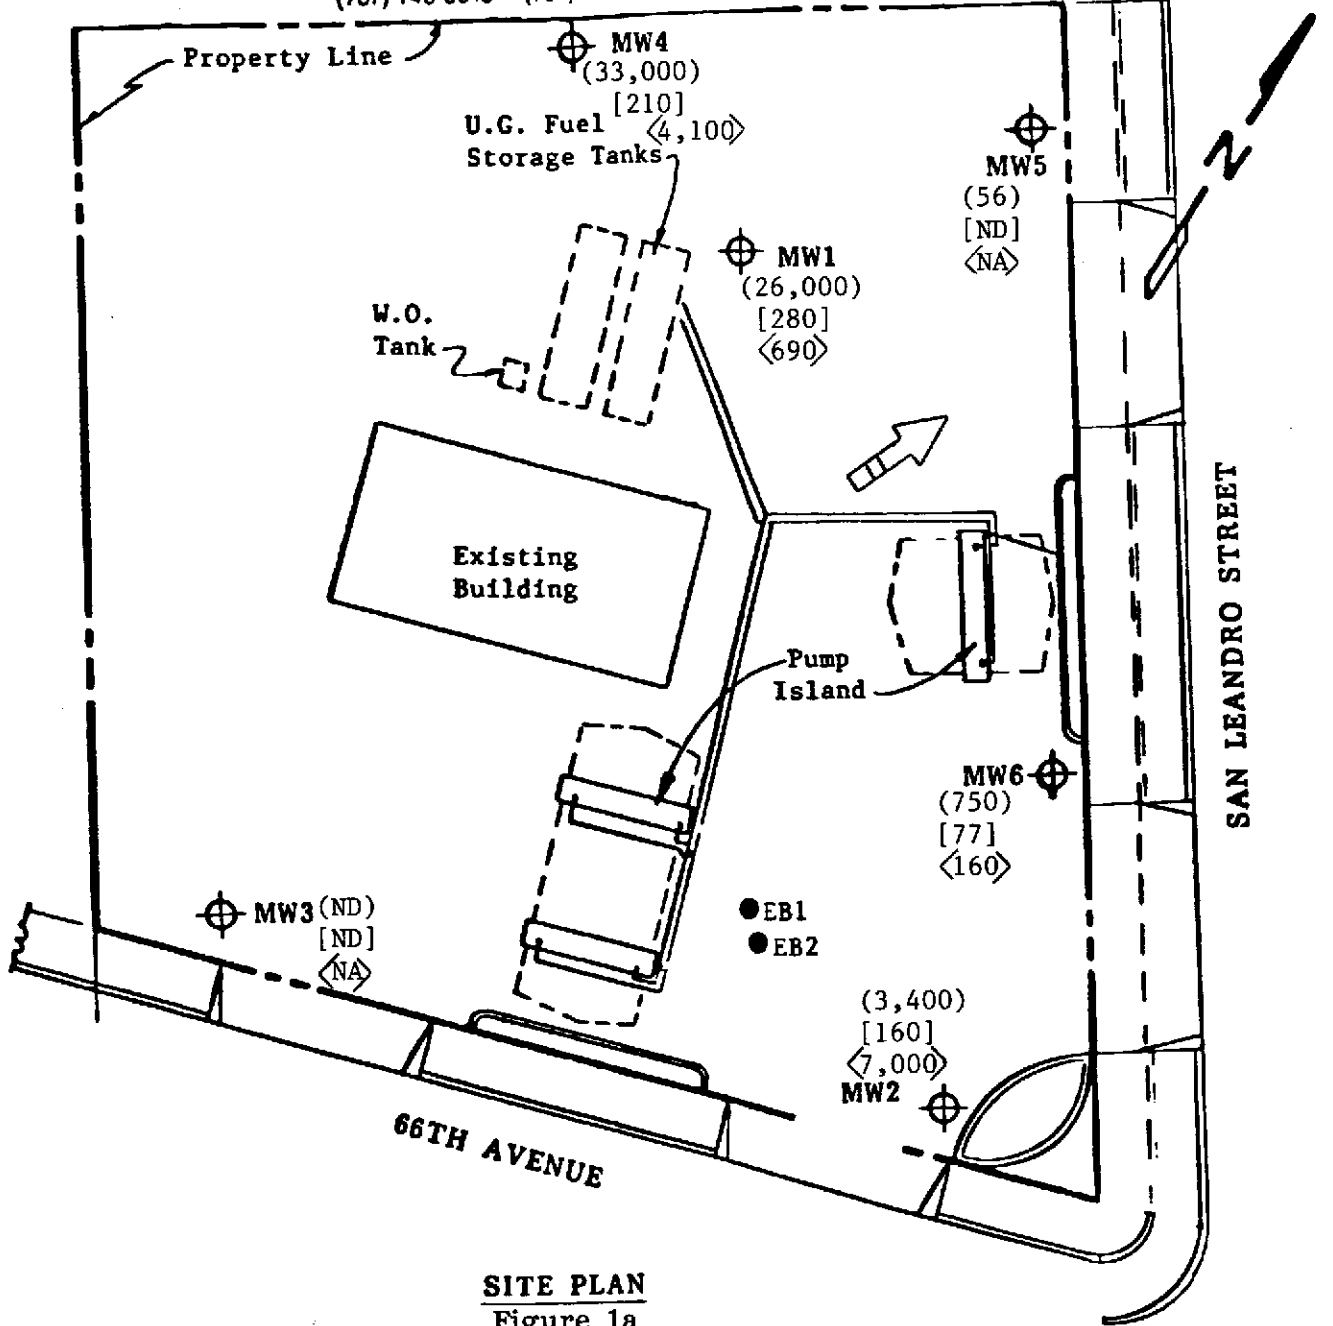 Property Line
MW4
(33,000)
[210]
<4,100>
U.G. Fuel
Storage Tanks
MW5
(56)
[ND]
<NA>
N
MW1
(26,000)
[280]
<690>
W.O.
Tank
Existing
Building
SAN LEANDRO STREET
Pump
Island
MW6
(750)
[77]
<160>
MW3 (ND)
[ND]
<NA>
EB1
EB2
(3,400)
[160]
<7,000>
MW2
66TH AVENUE
SITE PLAN
Figure 1a